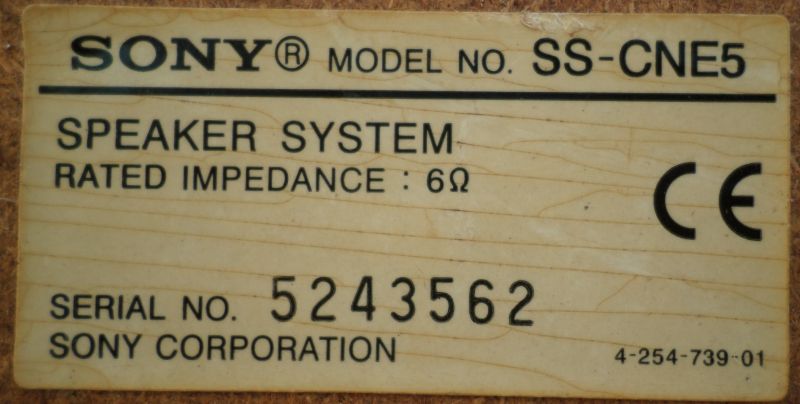 SONY® MODEL NO. SS-CNE5
SPEAKER SYSTEM
RATED IMPEDANCE : 6Ω
CE
SERIAL NO. 5243562
SONY CORPORATION 4-254-739-01